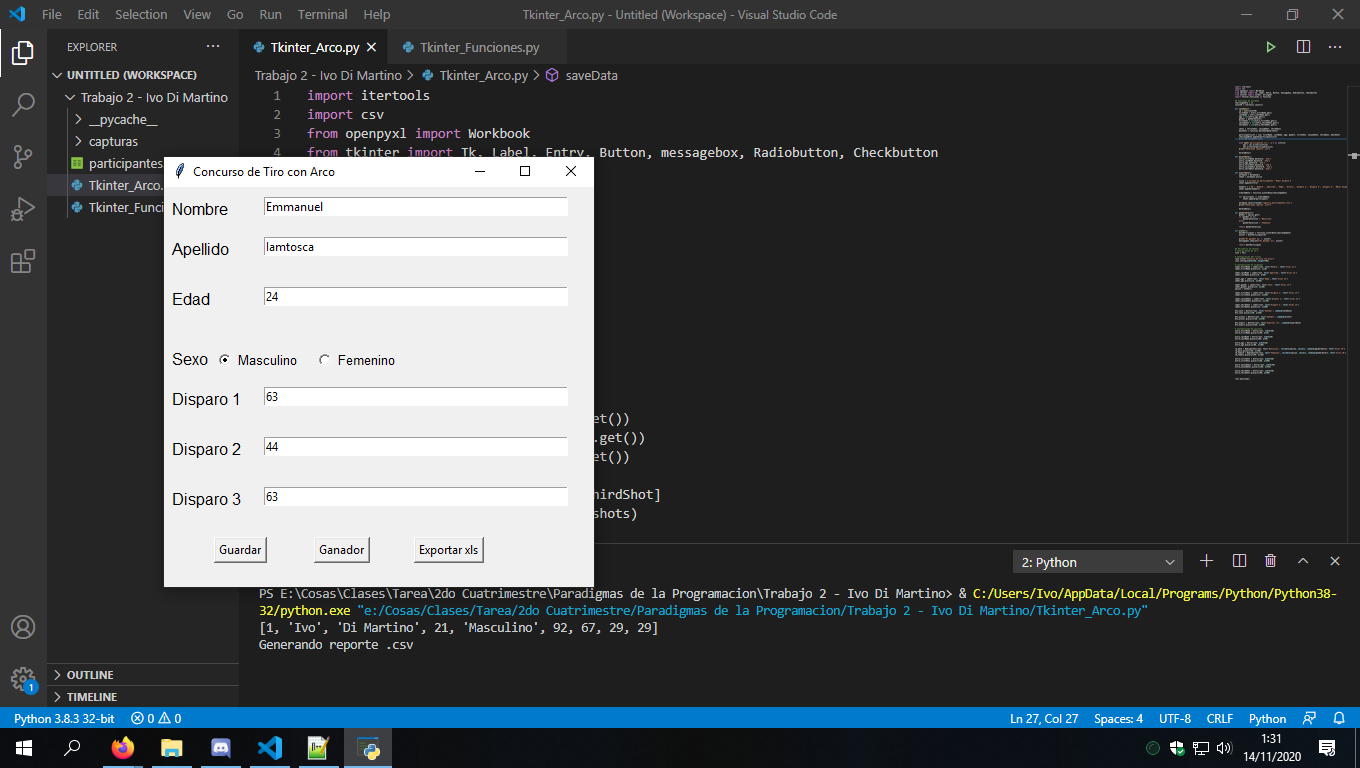 File Edit Selection View Go Run Terminal Help
Tkinter_Arco.py - Untitled (Workspace) - Visual Studio Code
EXPLORER
Tkinter_Arco.py
Tkinter_Funciones.py
UNTITLED (WORKSPACE)
Trabajo 2 - Ivo Di Martino > Tkinter_Arco.py > saveData
Trabajo 2 - Ivo Di Martino
__pycache__
capturas
participantes
Tkinter_Arco.
Tkinter_Funci
1 import itertools
2 import csv
3 from openpyxl import Workbook
4 from tkinter import Tk, Label, Entry, Button, messagebox, Radiobutton, Checkbutton
Concurso de Tiro con Arco
Nombre Emmanuel
Apellido lamtosca
Edad 24
Sexo Masculino Femenino
Disparo 1 63
Disparo 2 44
Disparo 3 63
Guardar Ganador Exportar xls
et())
.get())
et())
hirdShot]
shots)
2: Python
PS E:\Cosas\Clases\Tarea\2do Cuatrimestre\Paradigmas de la Programacion\Trabajo 2 - Ivo Di Martino> & C:/Users/Ivo/AppData/Local/Programs/Python/Python38-
32/python.exe "e:/Cosas/Clases/Tarea/2do Cuatrimestre/Paradigmas de la Programacion/Trabajo 2 - Ivo Di Martino/Tkinter_Arco.py"
[1, 'Ivo', 'Di Martino', 21, 'Masculino', 92, 67, 29, 29]
Generando reporte .csv
OUTLINE
TIMELINE
1
Python 3.8.3 32-bit 0 0
Ln 27, Col 27 Spaces: 4 UTF-8 CRLF Python
1:31
14/11/2020